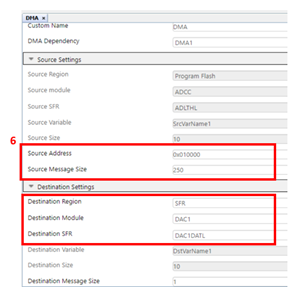 DMA ×
Custom Name DMA
DMA Dependency DMA1
Source Settings
Source Region Program Flash
Source module ADCC
Source SFR ADLTHL
Source Variable SrcVarName1
Source Size 10
6
Source Address 0x010000
Source Message Size 250
Destination Settings
Destination Region SFR
Destination Module DAC1
Destination SFR DAC1DATL
Destination Variable DstVarName1
Destination Size 10
Destination Message Size 1